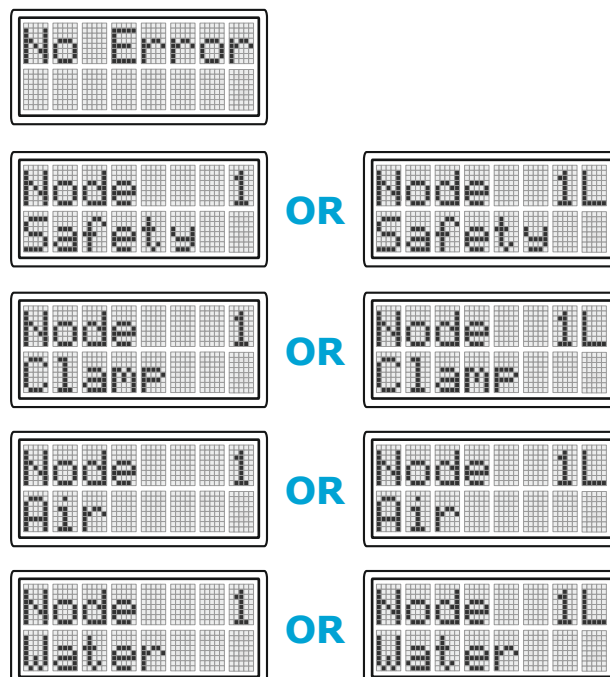 No Error
Node 1
Safety
OR
Node 1L
Safety
Node 1
Clamp
OR
Node 1L
Clamp
Node 1
Air
OR
Node 1L
Air
Node 1
Water
OR
Node 1L
Water